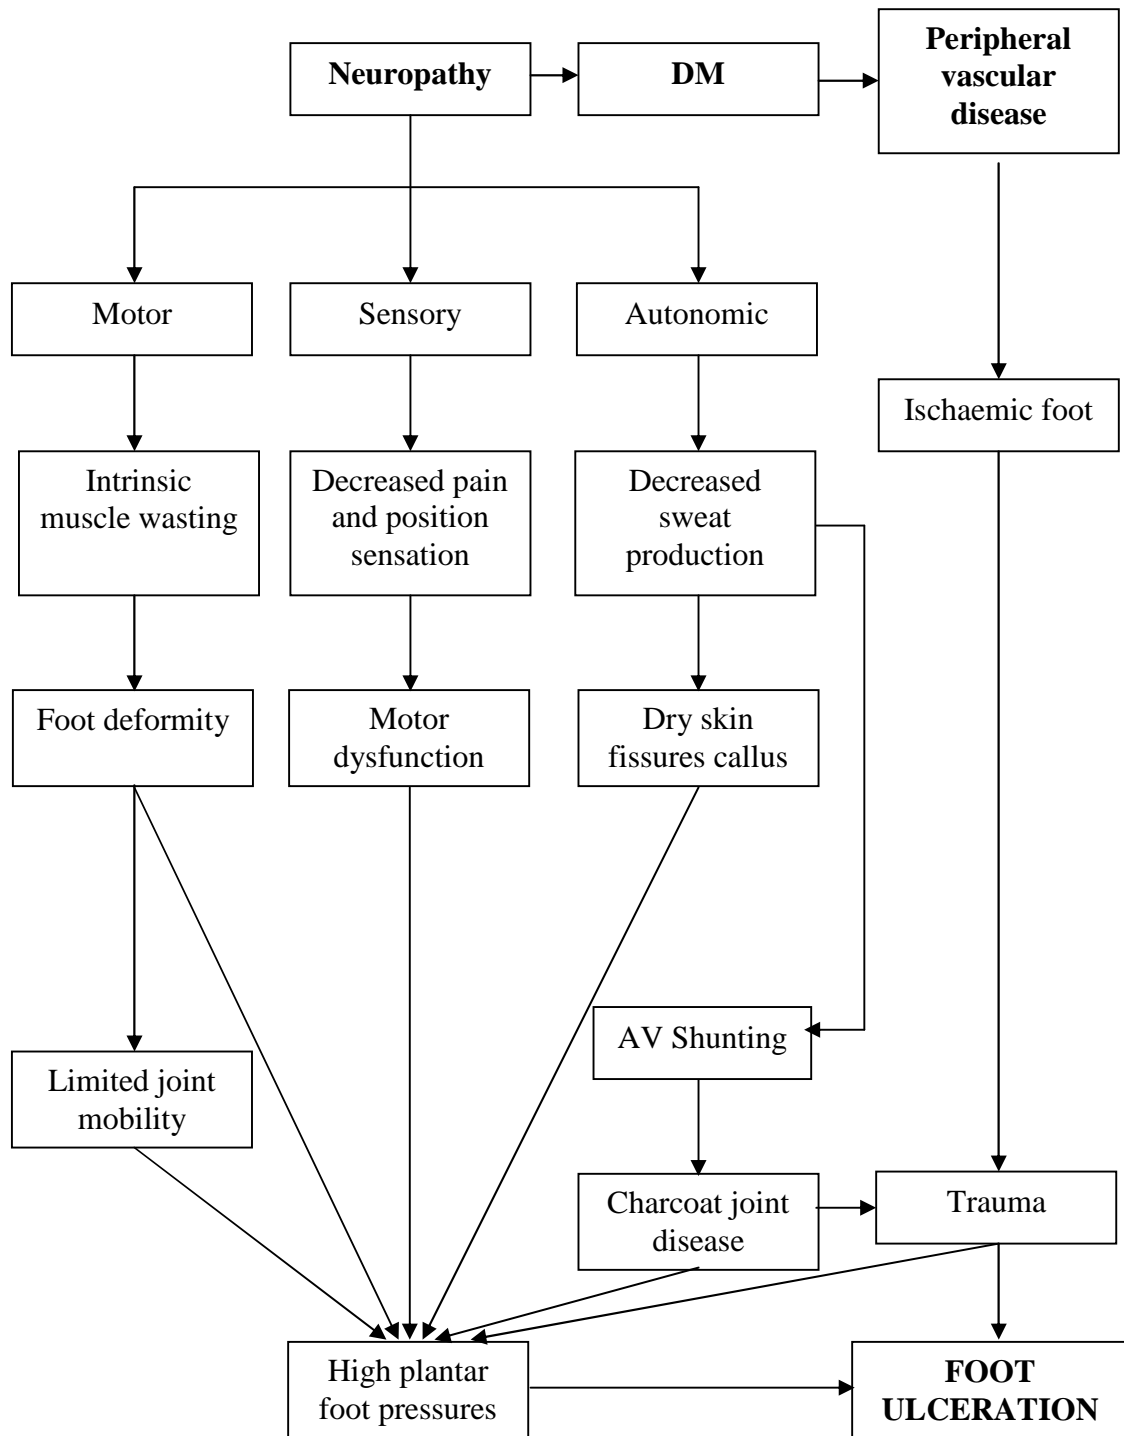 Neuropathy
DM
Peripheral
vascular
disease
Motor
Sensory
Autonomic
Ischaemic foot
Intrinsic
muscle wasting
Decreased pain
and position
sensation
Decreased
sweat
production
Foot deformity
Motor
dysfunction
Dry skin
fissures callus
AV Shunting
Limited joint
mobility
Charcoat joint
disease
Trauma
High plantar
foot pressures
FOOT
ULCERATION